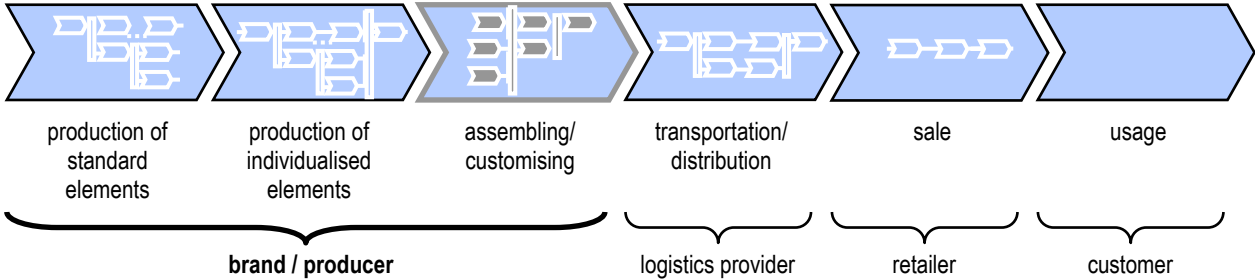 production of
standard
elements
production of
individualised
elements
assembling/
customising
transportation/
distribution
sale
usage
brand / producer
logistics provider
retailer
customer